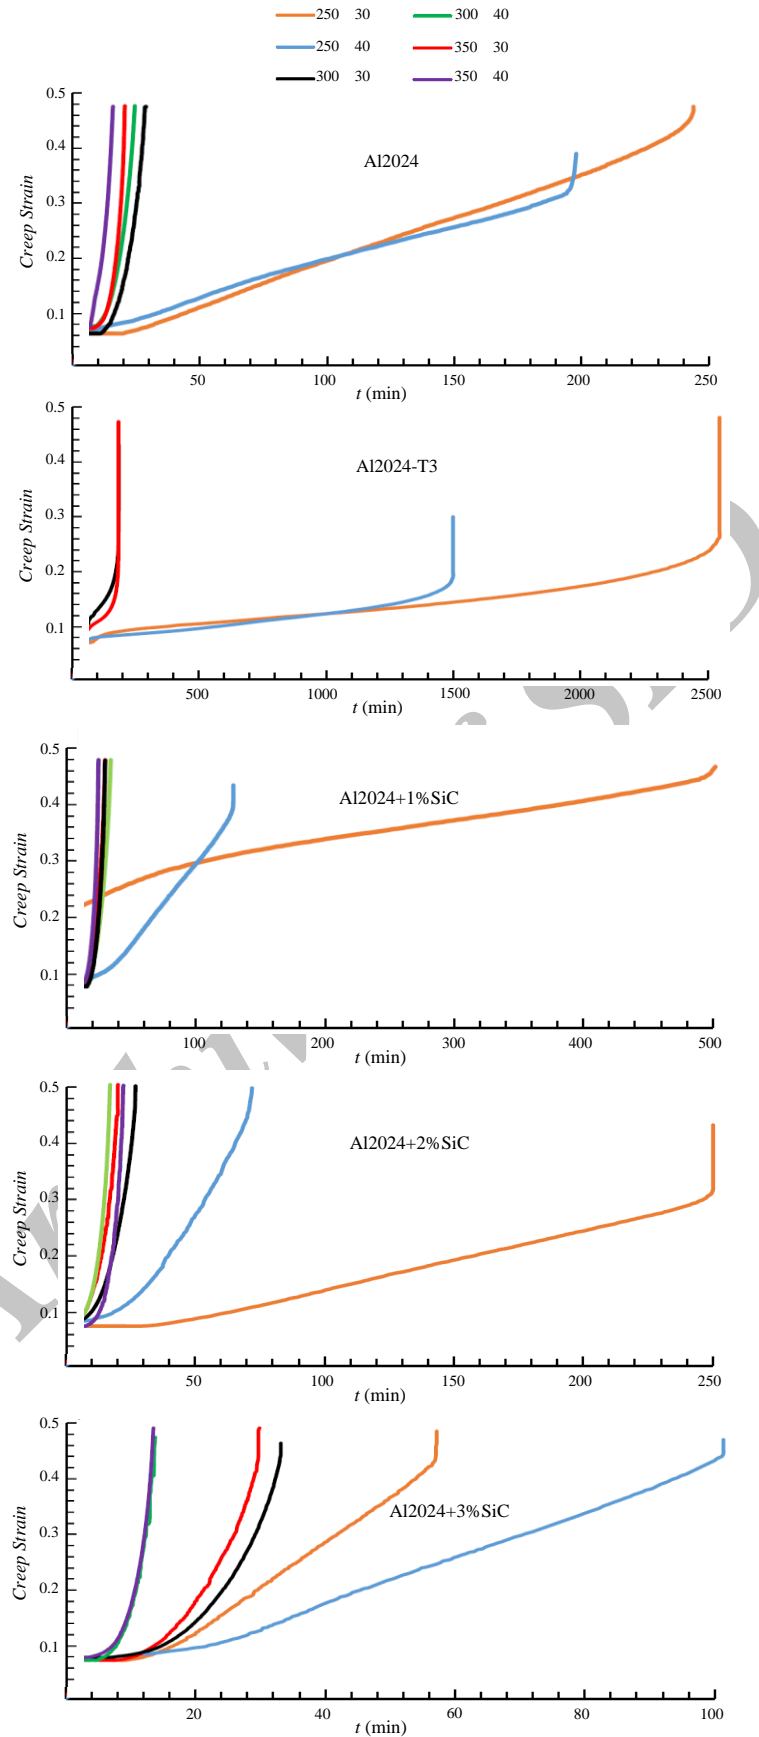 250 30 300 40
250 40 350 30
300 30 350 40
0.5
0.4
Al2024
0.3
Creep Strain
0.2
0.1
50 100 150 200 250
t (min)
0.5
0.4
Al2024-T3
0.3
Creep Strain
0.2
0.1
500 1000 1500 2000 2500
t (min)
0.5
0.4
Al2024+1%SiC
0.3
Creep Strain
0.2
0.1
100 200 300 400 500
t (min)
0.5
0.4
Al2024+2%SiC
0.3
Creep Strain
0.2
0.1
50 100 150 200 250
t (min)
0.5
0.4
Al2024+3%SiC
0.3
Creep Strain
0.2
0.1
20 40 60 80 100
t (min)